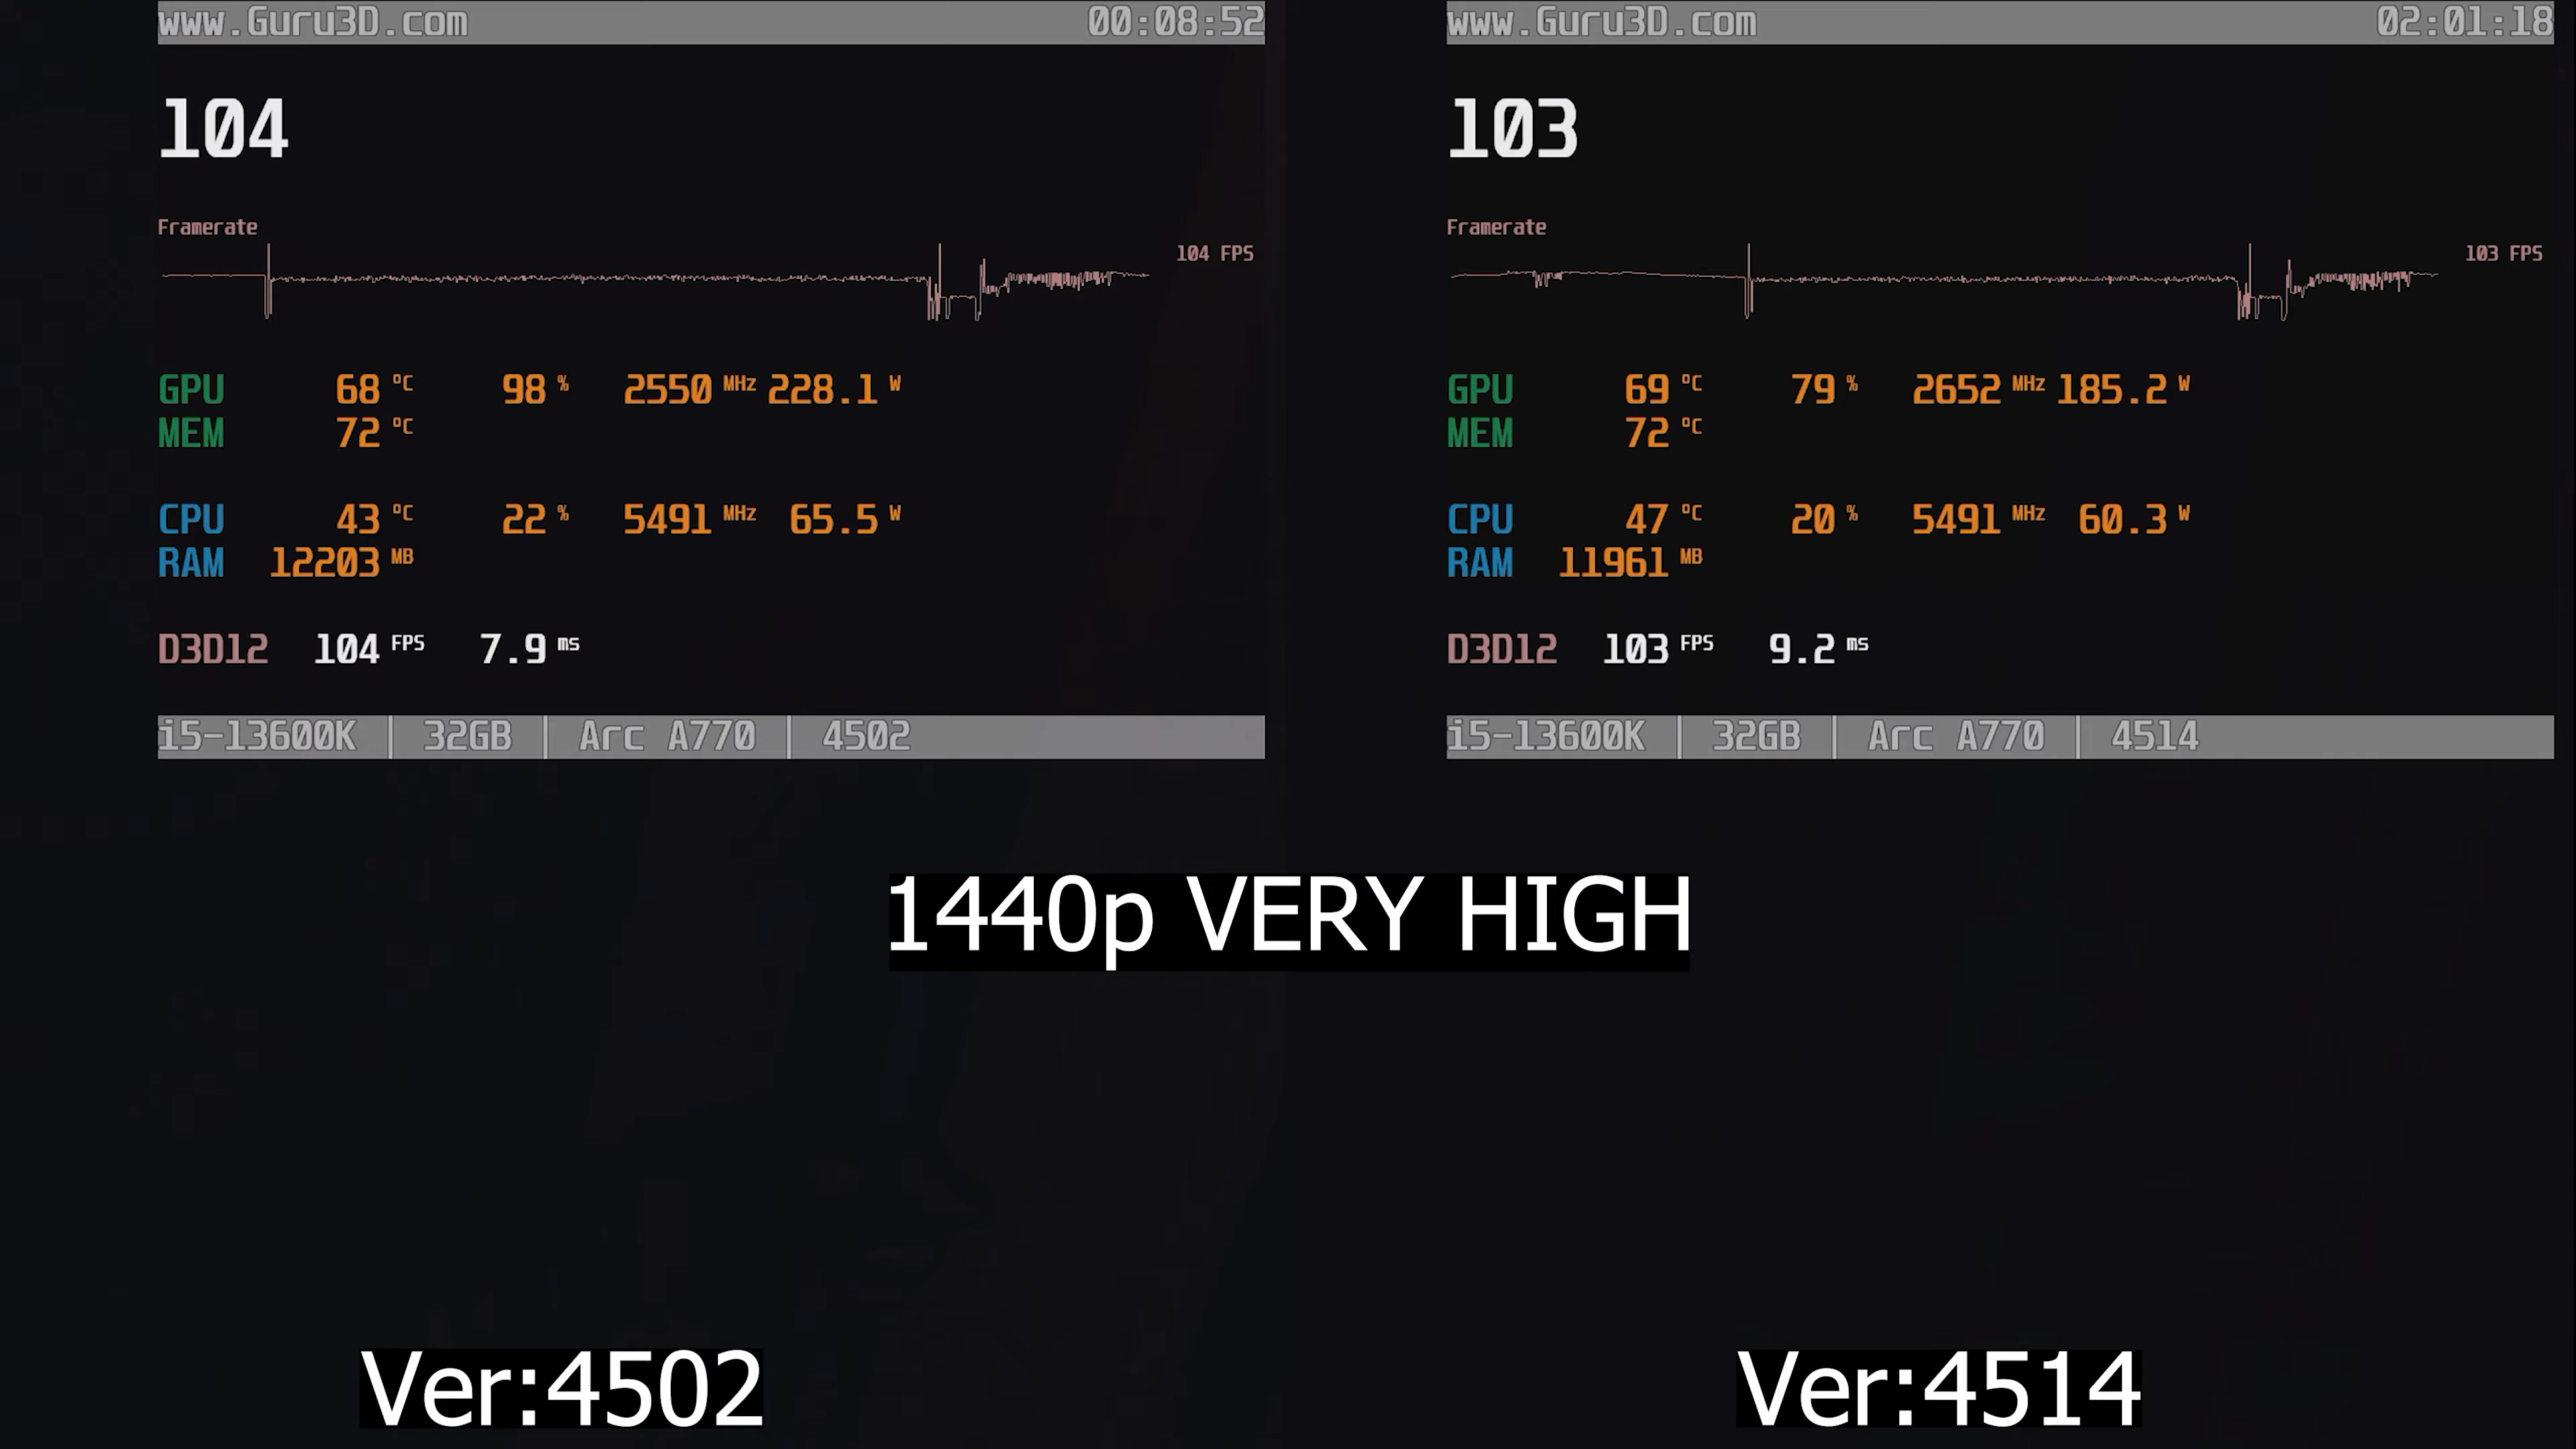 www.Guru3D.com 00:08:52
104
Framerate
104 FPS
GPU 68 °C 98 % 2550 MHz 228.1 W
MEM 72 °C
CPU 43 °C 22 % 5491 MHz 65.5 W
RAM 12203 MB
D3D12 104 FPS 7.9 ms
i5-13600K | 32GB | Arc A770 | 4502
www.Guru3D.com 02:01:18
103
Framerate
103 FPS
GPU 69 °C 79 % 2652 MHz 185.2 W
MEM 72 °C
CPU 47 °C 20 % 5491 MHz 60.3 W
RAM 11961 MB
D3D12 103 FPS 9.2 ms
i5-13600K | 32GB | Arc A770 | 4514
1440p VERY HIGH
Ver:4502
Ver:4514